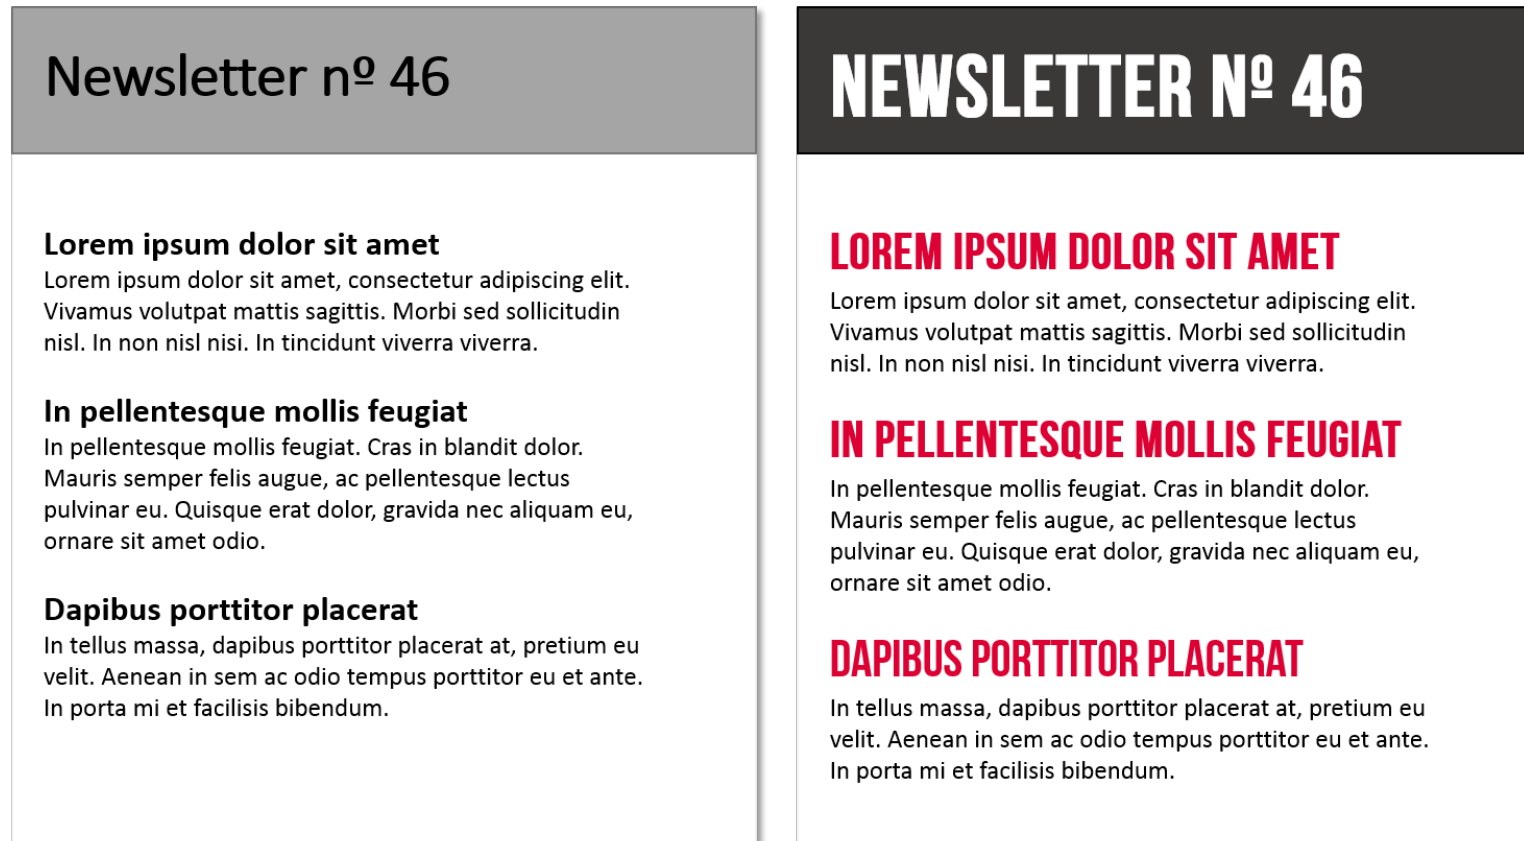 Newsletter nº 46
Lorem ipsum dolor sit amet
Lorem ipsum dolor sit amet, consectetur adipiscing elit.
Vivamus volutpat mattis sagittis. Morbi sed sollicitudin
nisl. In non nisl nisi. In tincidunt viverra viverra.
In pellentesque mollis feugiat
In pellentesque mollis feugiat. Cras in blandit dolor.
Mauris semper felis augue, ac pellentesque lectus
pulvinar eu. Quisque erat dolor, gravida nec aliquam eu,
ornare sit amet odio.
Dapibus porttitor placerat
In tellus massa, dapibus porttitor placerat at, pretium eu
velit. Aenean in sem ac odio tempus porttitor eu et ante.
In porta mi et facilisis bibendum.
NEWSLETTER Nº 46
LOREM IPSUM DOLOR SIT AMET
Lorem ipsum dolor sit amet, consectetur adipiscing elit.
Vivamus volutpat mattis sagittis. Morbi sed sollicitudin
nisl. In non nisl nisi. In tincidunt viverra viverra.
IN PELLENTESQUE MOLLIS FEUGIAT
In pellentesque mollis feugiat. Cras in blandit dolor.
Mauris semper felis augue, ac pellentesque lectus
pulvinar eu. Quisque erat dolor, gravida nec aliquam eu,
ornare sit amet odio.
DAPIBUS PORTTITOR PLACERAT
In tellus massa, dapibus porttitor placerat at, pretium eu
velit. Aenean in sem ac odio tempus porttitor eu et ante.
In porta mi et facilisis bibendum.